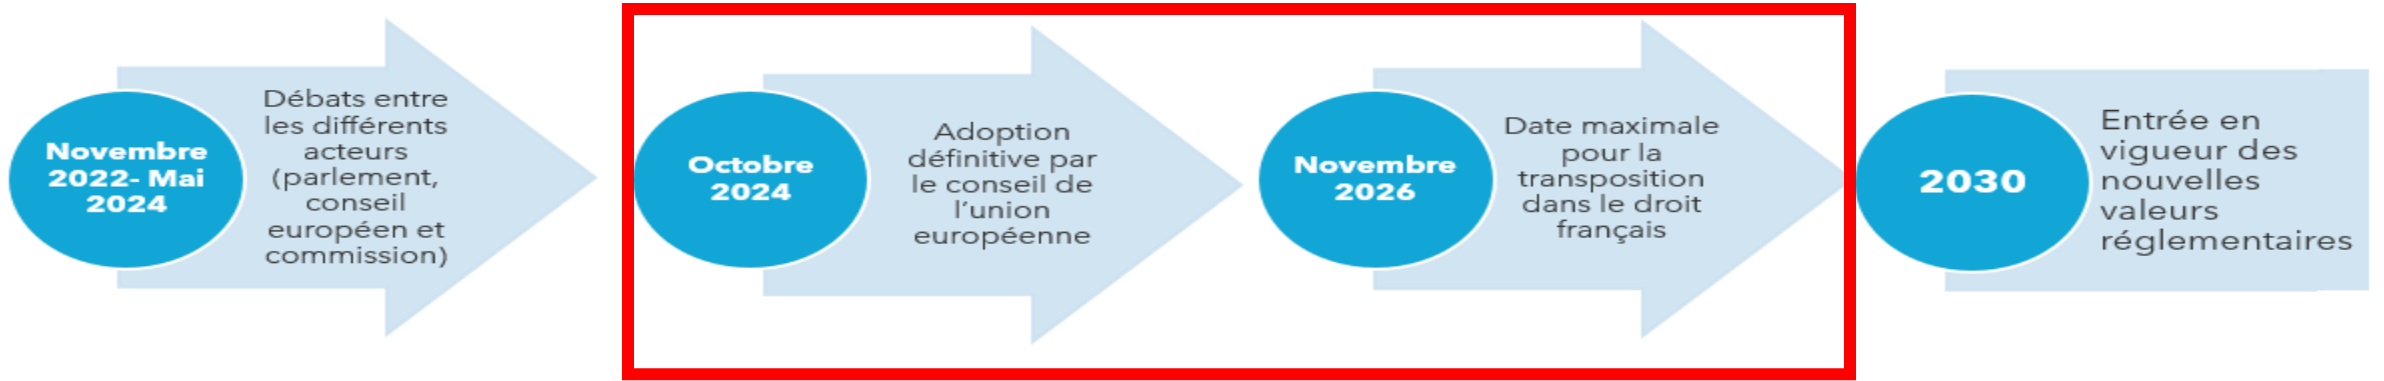 Novembre
2022- Mai
2024
Débats entre
les différents
acteurs
(parlement,
conseil
européen et
commission)
Octobre
2024
Adoption
définitive par
le conseil de
l'union
européenne
Novembre
2026
Date maximale
pour la
transposition
dans le droit
français
2030
Entrée en
vigueur des
nouvelles
valeurs
réglementaires